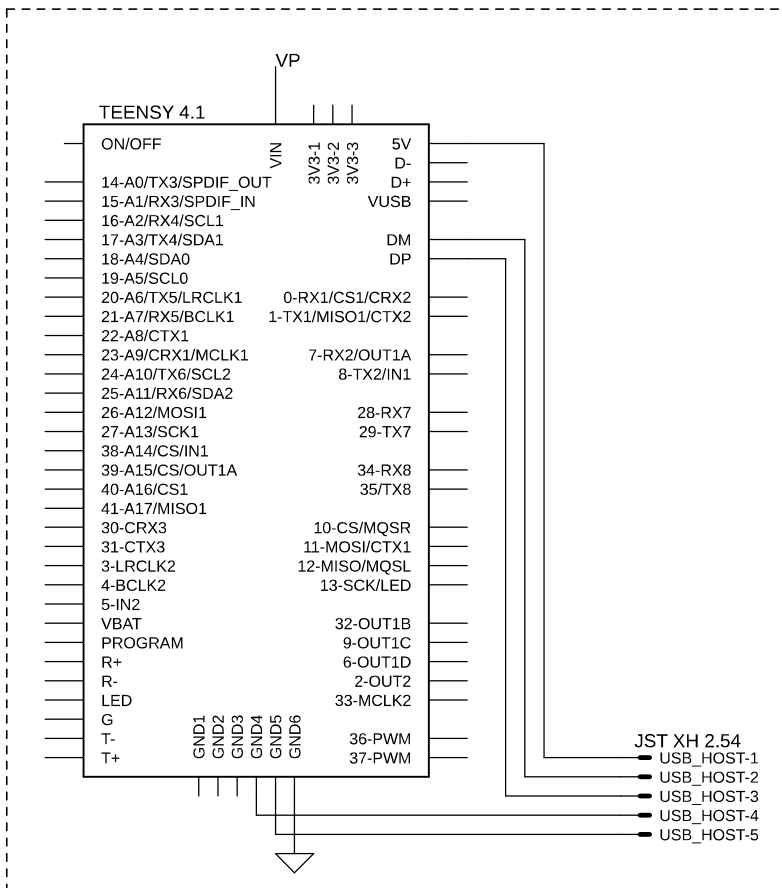 VP
TEENSY 4.1
VIN
3V3-1
3V3-2
3V3-3
ON/OFF
14-A0/TX3/SPDIF_OUT
15-A1/RX3/SPDIF_IN
16-A2/RX4/SCL1
17-A3/TX4/SDA1
18-A4/SDA0
19-A5/SCL0
20-A6/TX5/LRCLK1
21-A7/RX5/BCLK1
22-A8/CTX1
23-A9/CRX1/MCLK1
24-A10/TX6/SCL2
25-A11/RX6/SDA2
26-A12/MOSI1
27-A13/SCK1
38-A14/CS/IN1
39-A15/CS/OUT1A
40-A16/CS1
41-A17/MISO1
30-CRX3
31-CTX3
3-LRCLK2
4-BCLK2
5-IN2
VBAT
PROGRAM
R+
R-
LED
G
T-
T+
5V
D-
D+
VUSB
DM
DP
0-RX1/CS1/CRX2
1-TX1/MISO1/CTX2
7-RX2/OUT1A
8-TX2/IN1
28-RX7
29-TX7
34-RX8
35/TX8
10-CS/MQSR
11-MOSI/CTX1
12-MISO/MQSL
13-SCK/LED
32-OUT1B
9-OUT1C
6-OUT1D
2-OUT2
33-MCLK2
36-PWM
37-PWM
GND1
GND2
GND3
GND4
GND5
GND6
JST XH 2.54
USB_HOST-1
USB_HOST-2
USB_HOST-3
USB_HOST-4
USB_HOST-5